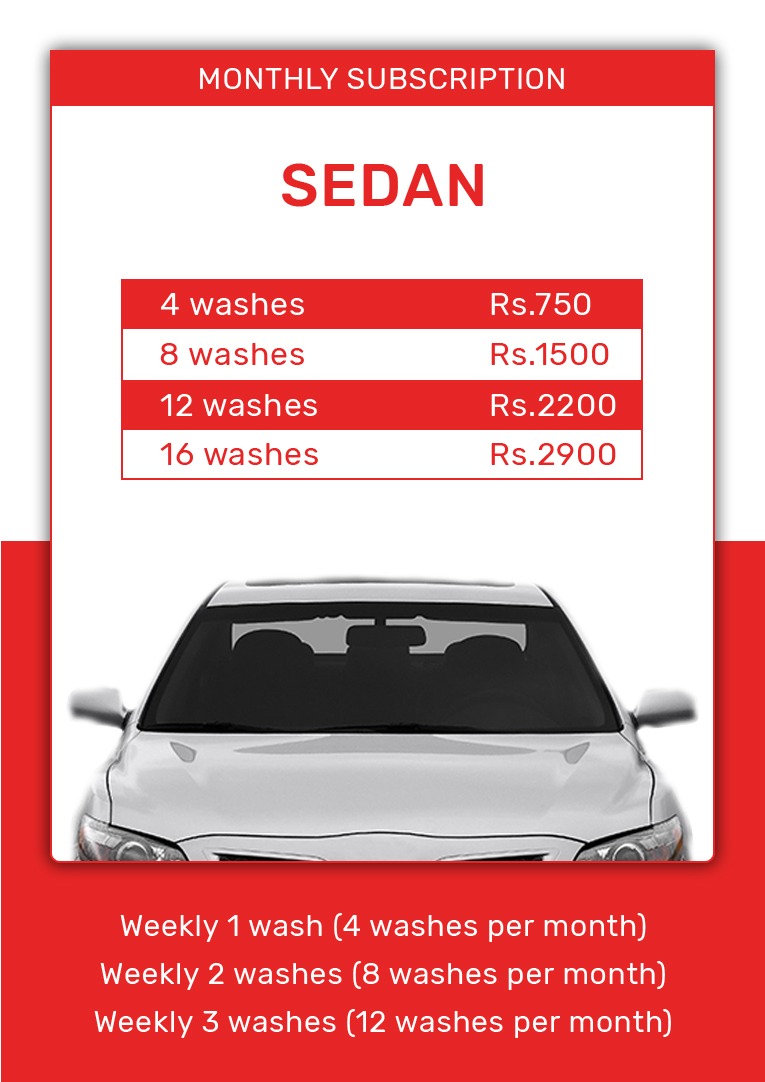 MONTHLY SUBSCRIPTION
SEDAN
4 washes Rs.750
8 washes Rs.1500
12 washes Rs.2200
16 washes Rs.2900
Weekly 1 wash (4 washes per month)
Weekly 2 washes (8 washes per month)
Weekly 3 washes (12 washes per month)